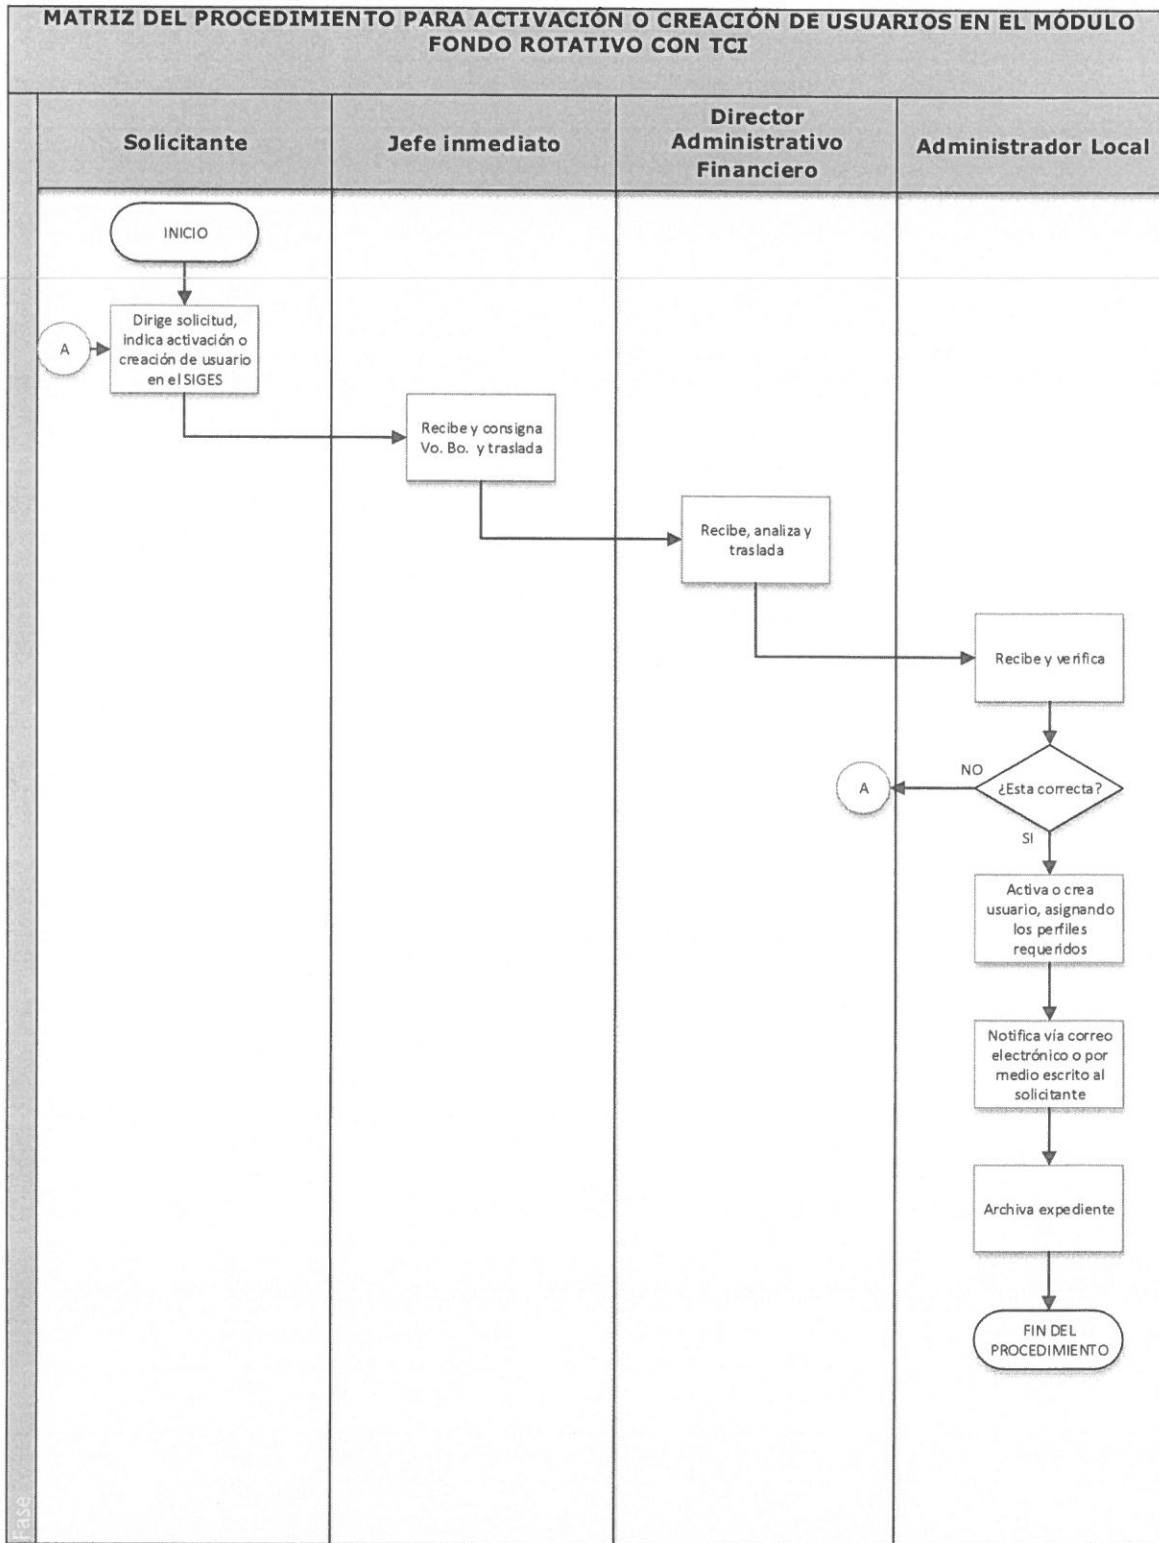 MATRIZ DEL PROCEDIMIENTO PARA ACTIVACIÓN O CREACIÓN DE USUARIOS EN EL MÓDULO
FONDO ROTATIVO CON TCI
Solicitante
Jefe inmediato
Director
Administrativo
Financiero
Administrador Local
INICIO
A
Dirige solicitud,
indica activación o
creación de usuario
en el SIGES
Recibe y consigna
Vo. Bo. y traslada
Recibe, analiza y
traslada
Recibe y verifica
A
NO
¿Esta correcta?
SI
Activa o crea
usuario, asignando
los perfiles
requeridos
Notifica vía correo
electrónico o por
medio escrito al
solicitante
Archiva expediente
FIN DEL
PROCEDIMIENTO
Fase